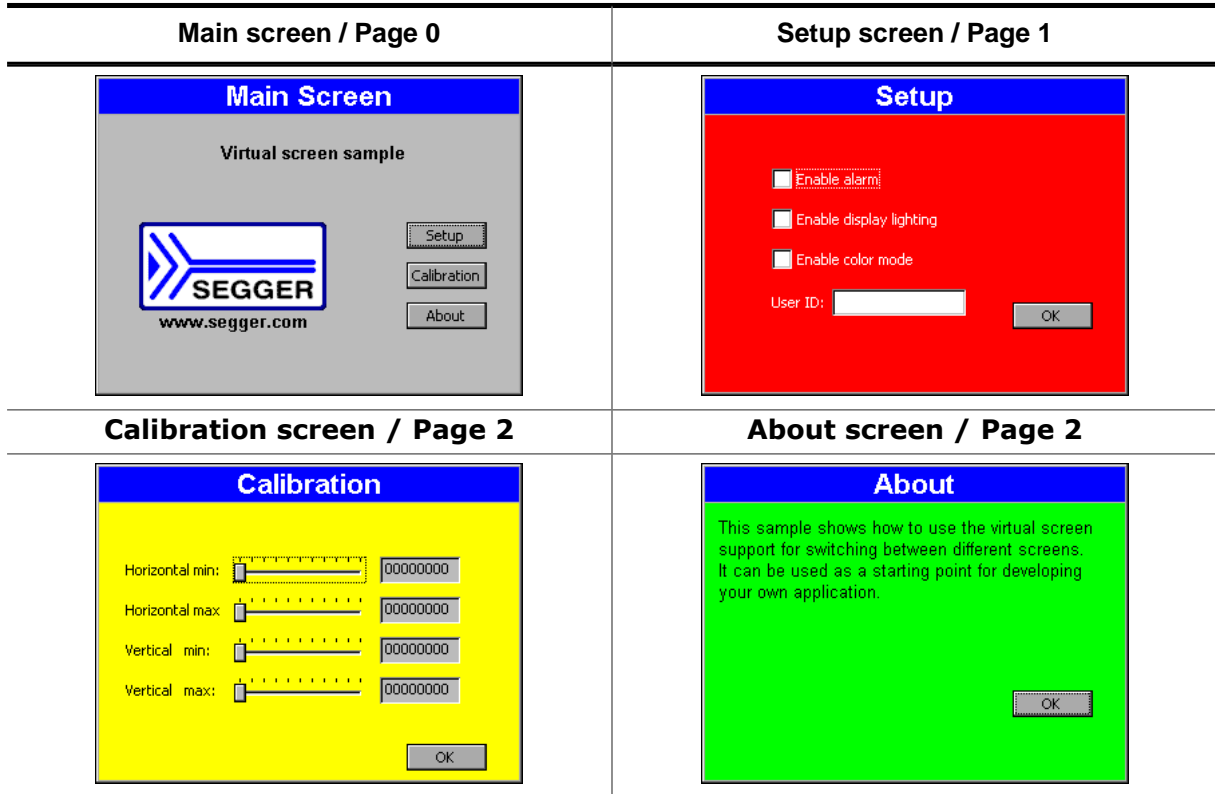 Main screen / Page 0
Setup screen / Page 1
Main Screen
Virtual screen sample
SEGGER
www.segger.com
Setup
Calibration
About
Setup
Enable alarm
Enable display lighting
Enable color mode
User ID:
OK
Calibration screen / Page 2
About screen / Page 2
Calibration
Horizontal min: 00000000
Horizontal max 00000000
Vertical min: 00000000
Vertical max: 00000000
OK
About
This sample shows how to use the virtual screen
support for switching between different screens.
It can be used as a starting point for developing
your own application.
OK